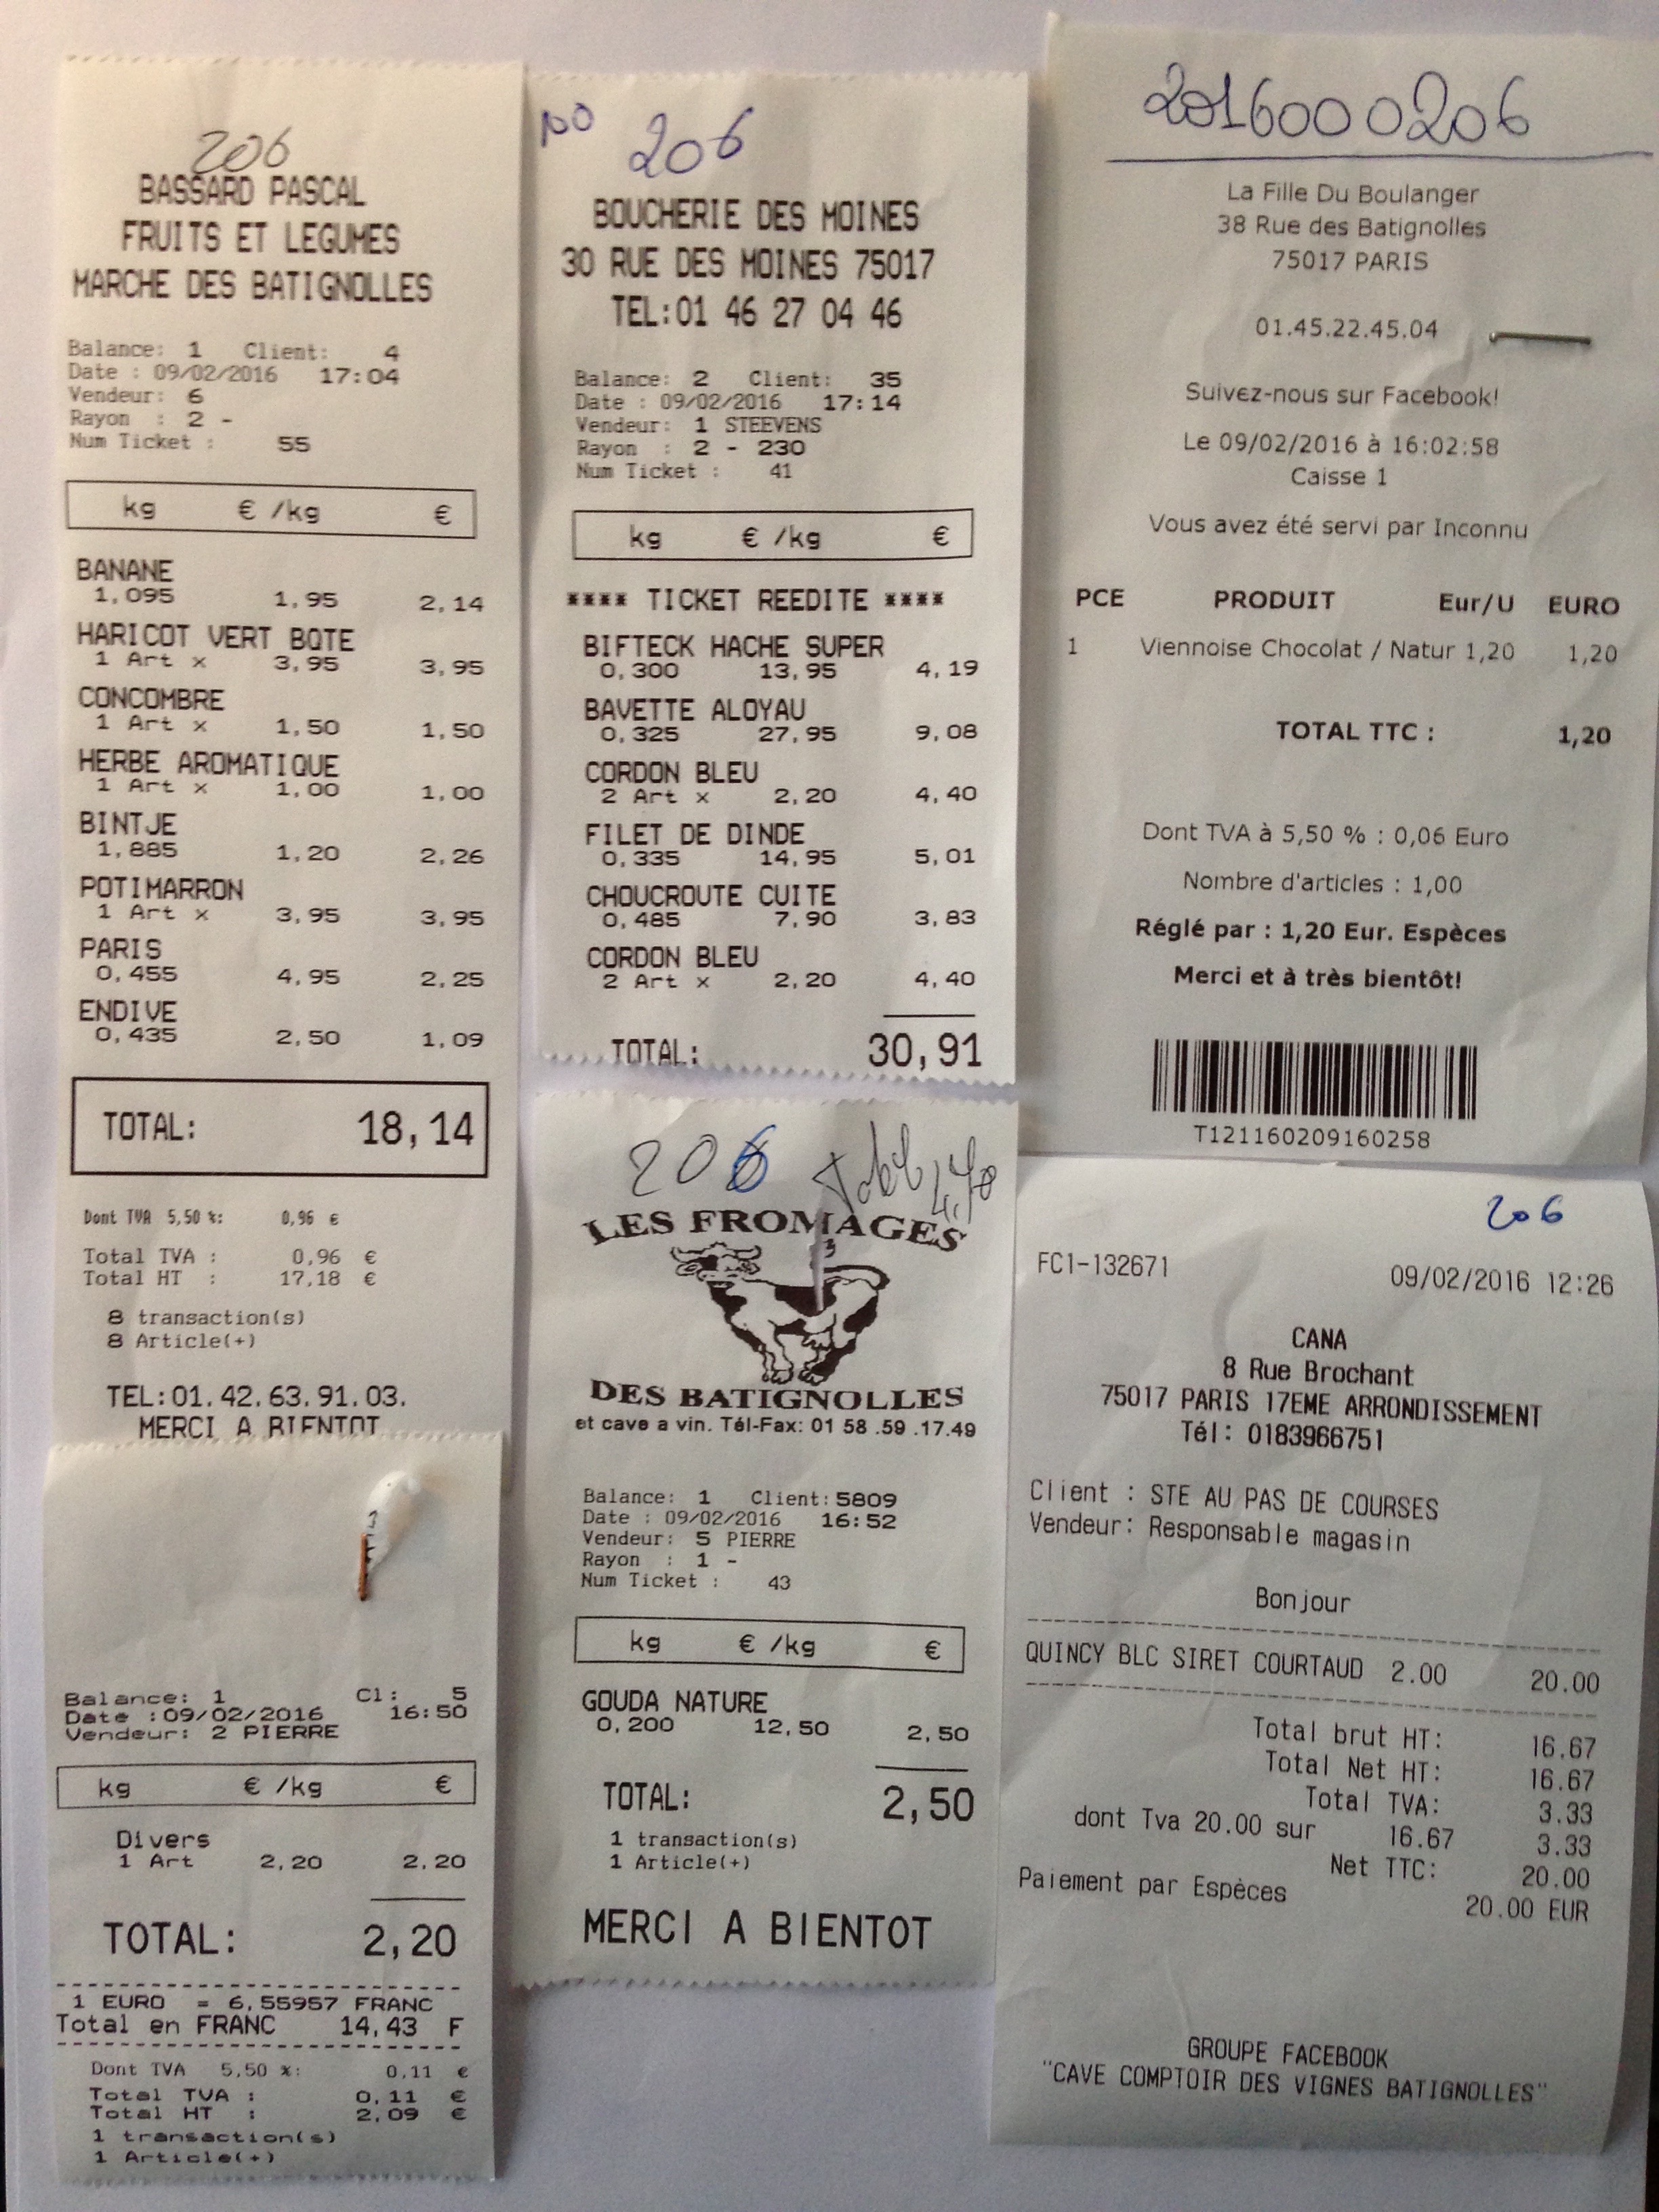 206
BASSARD PASCAL
FRUITS ET LEGUMES
MARCHE DES BATIGNOLLES
Balance: 1 Client: 4
Date : 09/02/2016 17:04
Vendeur: 6
Rayon : 2 -
Num Ticket : 55
kg € /kg €
BANANE
1,095 1,95 2,14
HARICOT VERT BOTE
1 Art x 3,95 3,95
CONCOMBRE
1 Art x 1,50 1,50
HERBE AROMATIQUE
1 Art x 1,00 1,00
BINTJE
1,885 1,20 2,26
POTIMARRON
1 Art x 3,95 3,95
PARIS
0,455 4,95 2,25
ENDIVE
0,435 2,50 1,09
TOTAL: 18,14
Dont TVA 5,50 %: 0,96 €
Total TVA : 0,96 €
Total HT : 17,18 €
8 transaction(s)
8 Article(+)
TEL:01.42.63.91.03.
MERCI A BIENTOT
Balance: 1 Cl: 5
Date :09/02/2016 16:50
Vendeur: 2 PIERRE
kg € /kg €
Divers
1 Art 2,20 2,20
TOTAL: 2,20
1 EURO = 6,55957 FRANC
Total en FRANC 14,43 F
Dont TVA 5,50 %: 0,11 €
Total TVA : 0,11 €
Total HT : 2,09 €
1 transaction(s)
1 Article(+)
206
BOUCHERIE DES MOINES
30 RUE DES MOINES 75017
TEL:01 46 27 04 46
Balance: 2 Client: 35
Date : 09/02/2016 17:14
Vendeur: 1 STEEVENS
Rayon : 2 - 230
Num Ticket : 41
kg € /kg €
**** TICKET REEDITE ****
BIFTECK HACHE SUPER
0,300 13,95 4,19
BAVETTE ALOYAU
0,325 27,95 9,08
CORDON BLEU
2 Art x 2,20 4,40
FILET DE DINDE
0,335 14,95 5,01
CHOUCROUTE CUITE
0,485 7,90 3,83
CORDON BLEU
2 Art x 2,20 4,40
TOTAL: 30,91
206 4,70
LES FROMAGES
DES BATIGNOLLES
et cave a vin. Tél-Fax: 01 58 .59 .17.49
Balance: 1 Client:5809
Date : 09/02/2016 16:52
Vendeur: 5 PIERRE
Rayon : 1 -
Num Ticket : 43
kg € /kg €
GOUDA NATURE
0,200 12,50 2,50
TOTAL: 2,50
1 transaction(s)
1 Article(+)
MERCI A BIENTOT
2016000206
La Fille Du Boulanger
38 Rue des Batignolles
75017 PARIS
01.45.22.45.04
Suivez-nous sur Facebook!
Le 09/02/2016 à 16:02:58
Caisse 1
Vous avez été servi par Inconnu
PCE PRODUIT Eur/U EURO
1 Viennoise Chocolat / Natur 1,20 1,20
TOTAL TTC : 1,20
Dont TVA à 5,50 % : 0,06 Euro
Nombre d'articles : 1,00
Réglé par : 1,20 Eur. Espèces
Merci et à très bientôt!
T121160209160258
206
FC1-132671 09/02/2016 12:26
CANA
8 Rue Brochant
75017 PARIS 17EME ARRONDISSEMENT
Tél: 0183966751
Client : STE AU PAS DE COURSES
Vendeur: Responsable magasin
Bonjour
QUINCY BLC SIRET COURTAUD 2.00 20.00
Total brut HT: 16.67
Total Net HT: 16.67
Total TVA: 3.33
dont Tva 20.00 sur 16.67 3.33
Net TTC: 20.00
Paiement par Espèces 20.00 EUR
GROUPE FACEBOOK
"CAVE COMPTOIR DES VIGNES BATIGNOLLES"